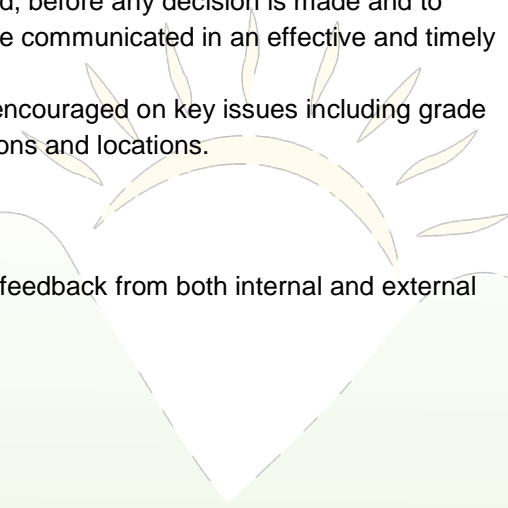 d, before any decision is made and to
e communicated in an effective and timely
encouraged on key issues including grade
ons and locations.
feedback from both internal and external